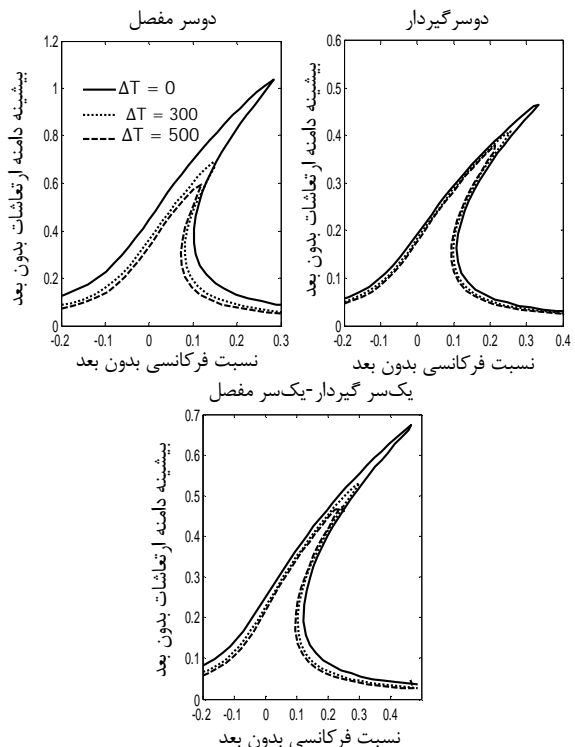 دوسر مفصل
بیشینه دامنه ارتعاشات بدون بعد
1.2
1
0.8
0.6
0.4
0.2
0
ΔT = 0
ΔT = 300
ΔT = 500
-0.2 -0.1 0 0.1 0.2 0.3
نسبت فرکانسی بدون بعد
دوسرگیردار
بیشینه دامنه ارتعاشات بدون بعد
0.6
0.5
0.4
0.3
0.2
0.1
0
-0.2 -0.1 0 0.1 0.2 0.3 0.4
نسبت فرکانسی بدون بعد
یک‌سر گیردار-یک‌سر مفصل
بیشینه دامنه ارتعاشات بدون بعد
0.7
0.6
0.5
0.4
0.3
0.2
0.1
0
-0.2 -0.1 0 0.1 0.2 0.3 0.4
نسبت فرکانسی بدون بعد